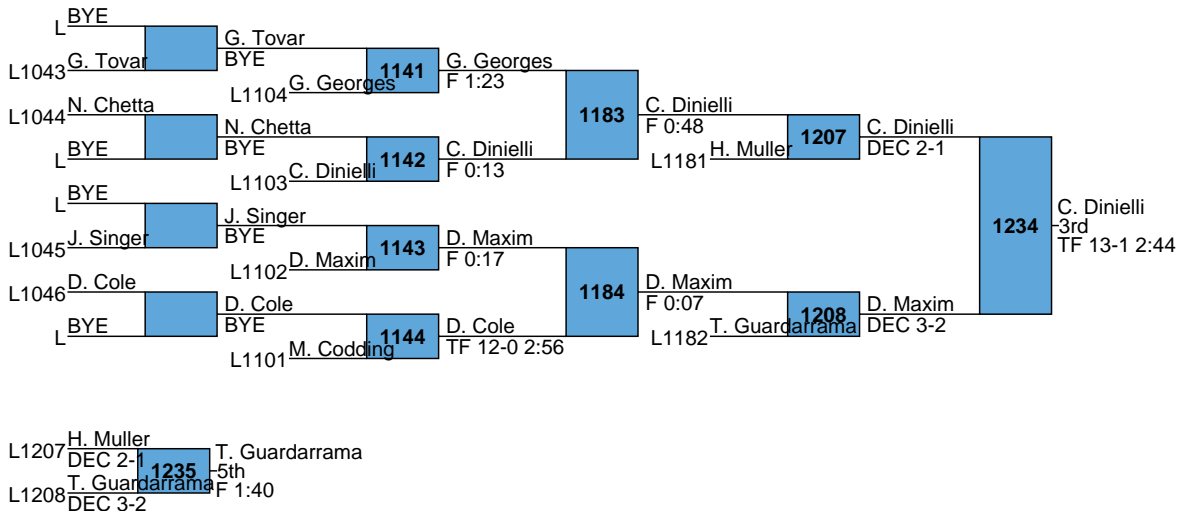 L BYE
L1043 G. Tovar
L1044 N. Chetta
L BYE
L BYE
L1045 J. Singer
L1046 D. Cole
L BYE
G. Tovar
BYE
L1104 G. Georges
N. Chetta
BYE
L1103 C. Dinielli
J. Singer
BYE
L1102 D. Maxim
D. Cole
BYE
L1101 M. Codding
1141
1142
1143
1144
G. Georges
F 1:23
C. Dinielli
F 0:13
D. Maxim
F 0:17
D. Cole
TF 12-0 2:56
1183
1184
C. Dinielli
F 0:48
L1181 H. Muller
D. Maxim
F 0:07
L1182 T. Guardarrama
1207
1208
C. Dinielli
DEC 2-1
D. Maxim
DEC 3-2
1234
C. Dinielli
3rd
TF 13-1 2:44
L1207 H. Muller
DEC 2-1
L1208 T. Guardarrama
DEC 3-2
1235
T. Guardarrama
5th
F 1:40